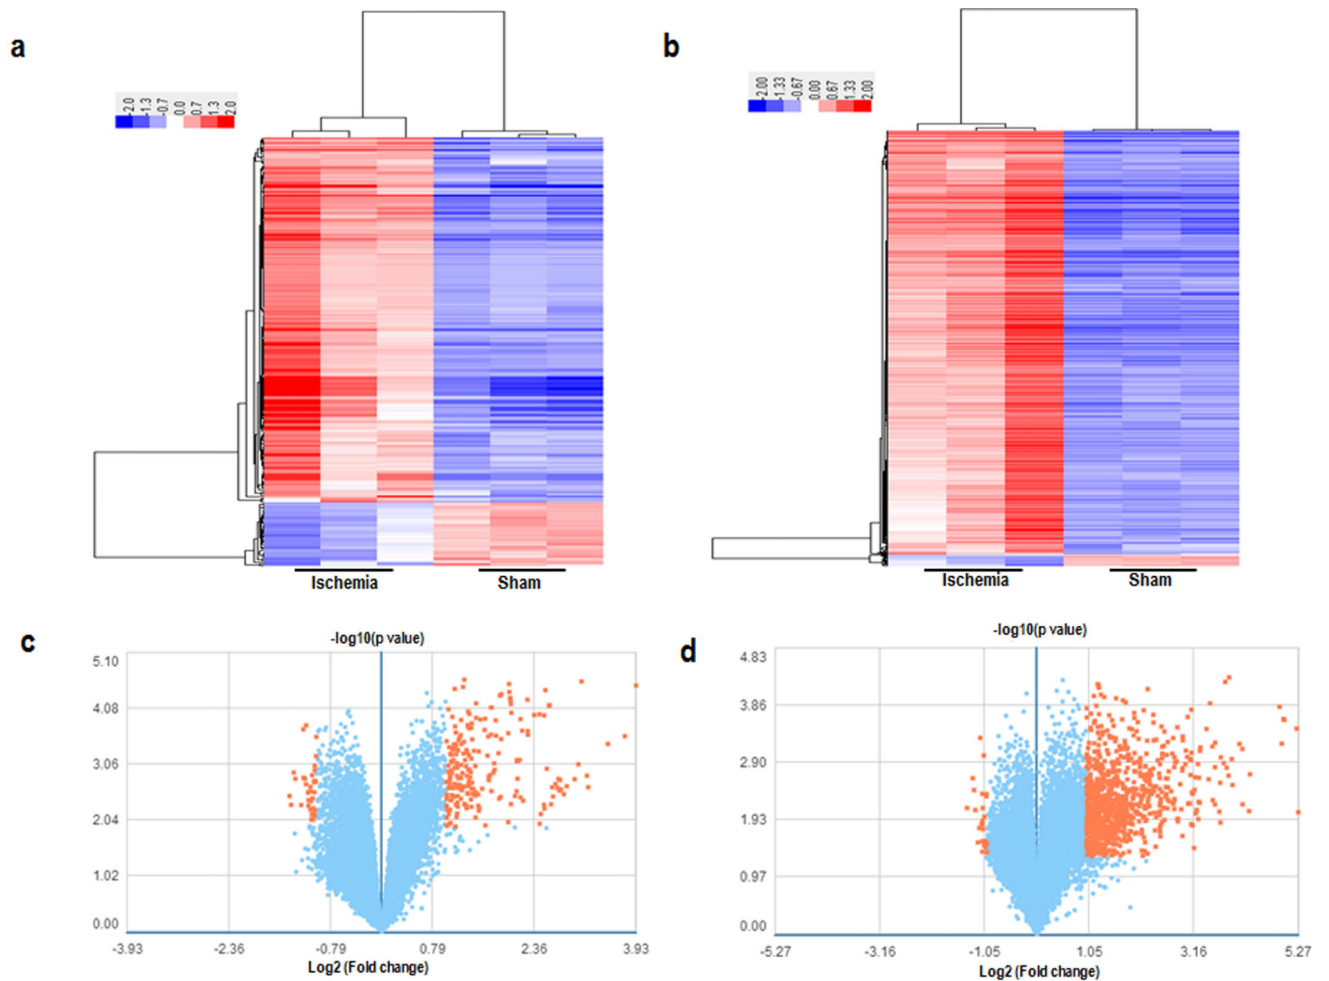 a
b
-2.0 -1.3 -0.7 0.0 0.7 1.3 2.0
-2.00 -1.33 -0.67 0.00 0.67 1.33 2.00
Ischemia Sham
Ischemia Sham
c
-log10(p value)
5.10
4.08
3.06
2.04
1.02
0.00
-3.93 -2.36 -0.79 0.79 2.36 3.93
Log2 (Fold change)
d
-log10(p value)
4.83
3.86
2.90
1.93
0.97
0.00
-5.27 -3.16 -1.05 1.05 3.16 5.27
Log2 (Fold change)